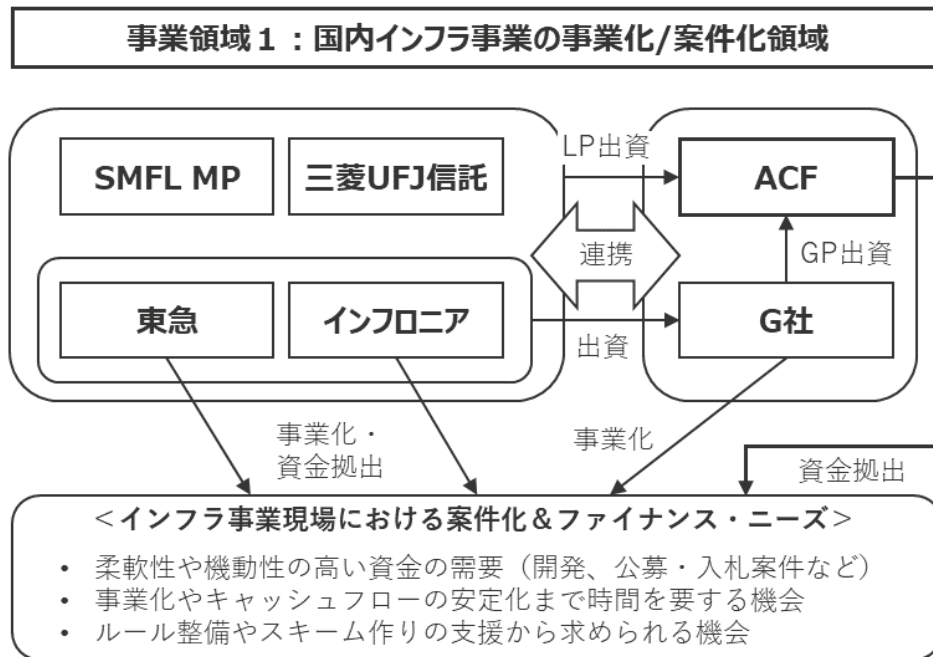 事業領域１：国内インフラ事業の事業化/案件化領域
SMFL MP
三菱UFJ信託
LP出資
ACF
連携
GP出資
東急
インフロニア
出資
G社
事業化・
資金拠出
事業化
資金拠出
＜インフラ事業現場における案件化＆ファイナンス・ニーズ＞
• 柔軟性や機動性の高い資金の需要（開発、公募・入札案件など）
• 事業化やキャッシュフローの安定化まで時間を要する機会
• ルール整備やスキーム作りの支援から求められる機会